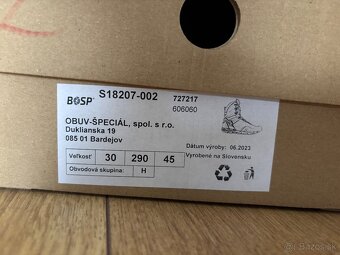 BOSP
S18207-002
727217
606060
OBUV-ŠPECIÁL, spol. s r.o.
Duklianska 19
085 01 Bardejov
Veľkosť: 30 290 45
Obvodová skupina: H
Dátum výroby: 06.2023
Vyrobené na Slovensku